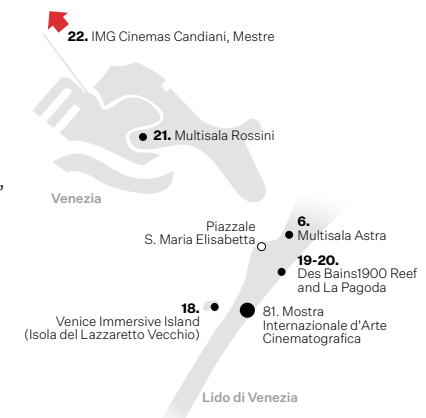 22. IMG Cinemas Candiani, Mestre
21. Multisala Rossini
,
Venezia
Piazzale
S. Maria Elisabetta
6.
Multisala Astra
19-20.
Des Bains1900 Reef
and La Pagoda
18.
Venice Immersive Island
(Isola del Lazzaretto Vecchio)
81. Mostra
Internazionale d'Arte
Cinematografica
Lido di Venezia